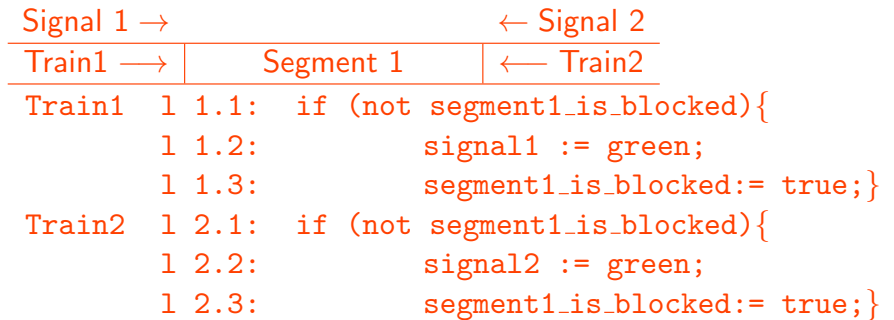 Signal 1 → ← Signal 2
Train1 ⟶ Segment 1 ⟵ Train2
Train1 l 1.1: if (not segment1_is_blocked){
l 1.2: signal1 := green;
l 1.3: segment1_is_blocked:= true;}
Train2 l 2.1: if (not segment1_is_blocked){
l 2.2: signal2 := green;
l 2.3: segment1_is_blocked:= true;}